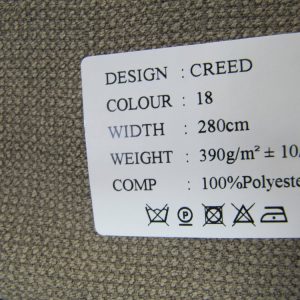 DESIGN : CREED
COLOUR : 18
WIDTH : 280cm
WEIGHT : 390g/m² ± 10
COMP : 100%Polyeste
P